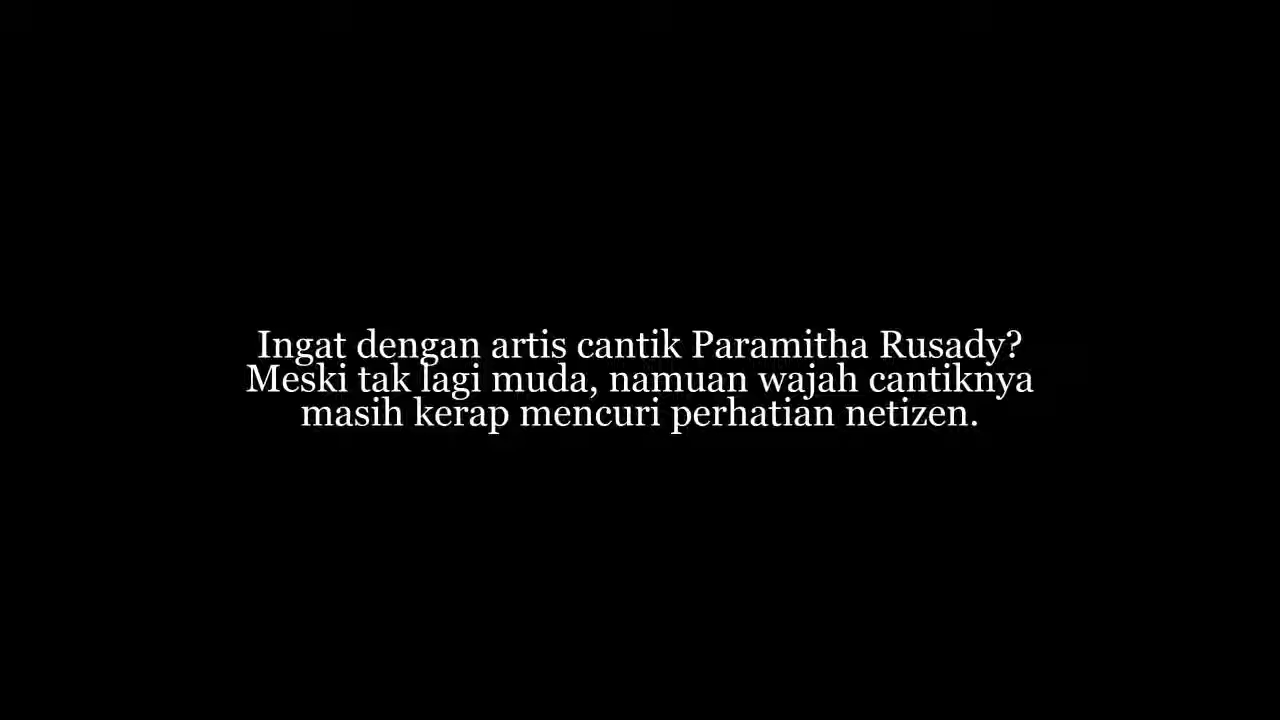 Ingat dengan artis cantik Paramitha Rusady?
Meski tak lagi muda, namuan wajah cantiknya
masih kerap mencuri perhatian netizen.